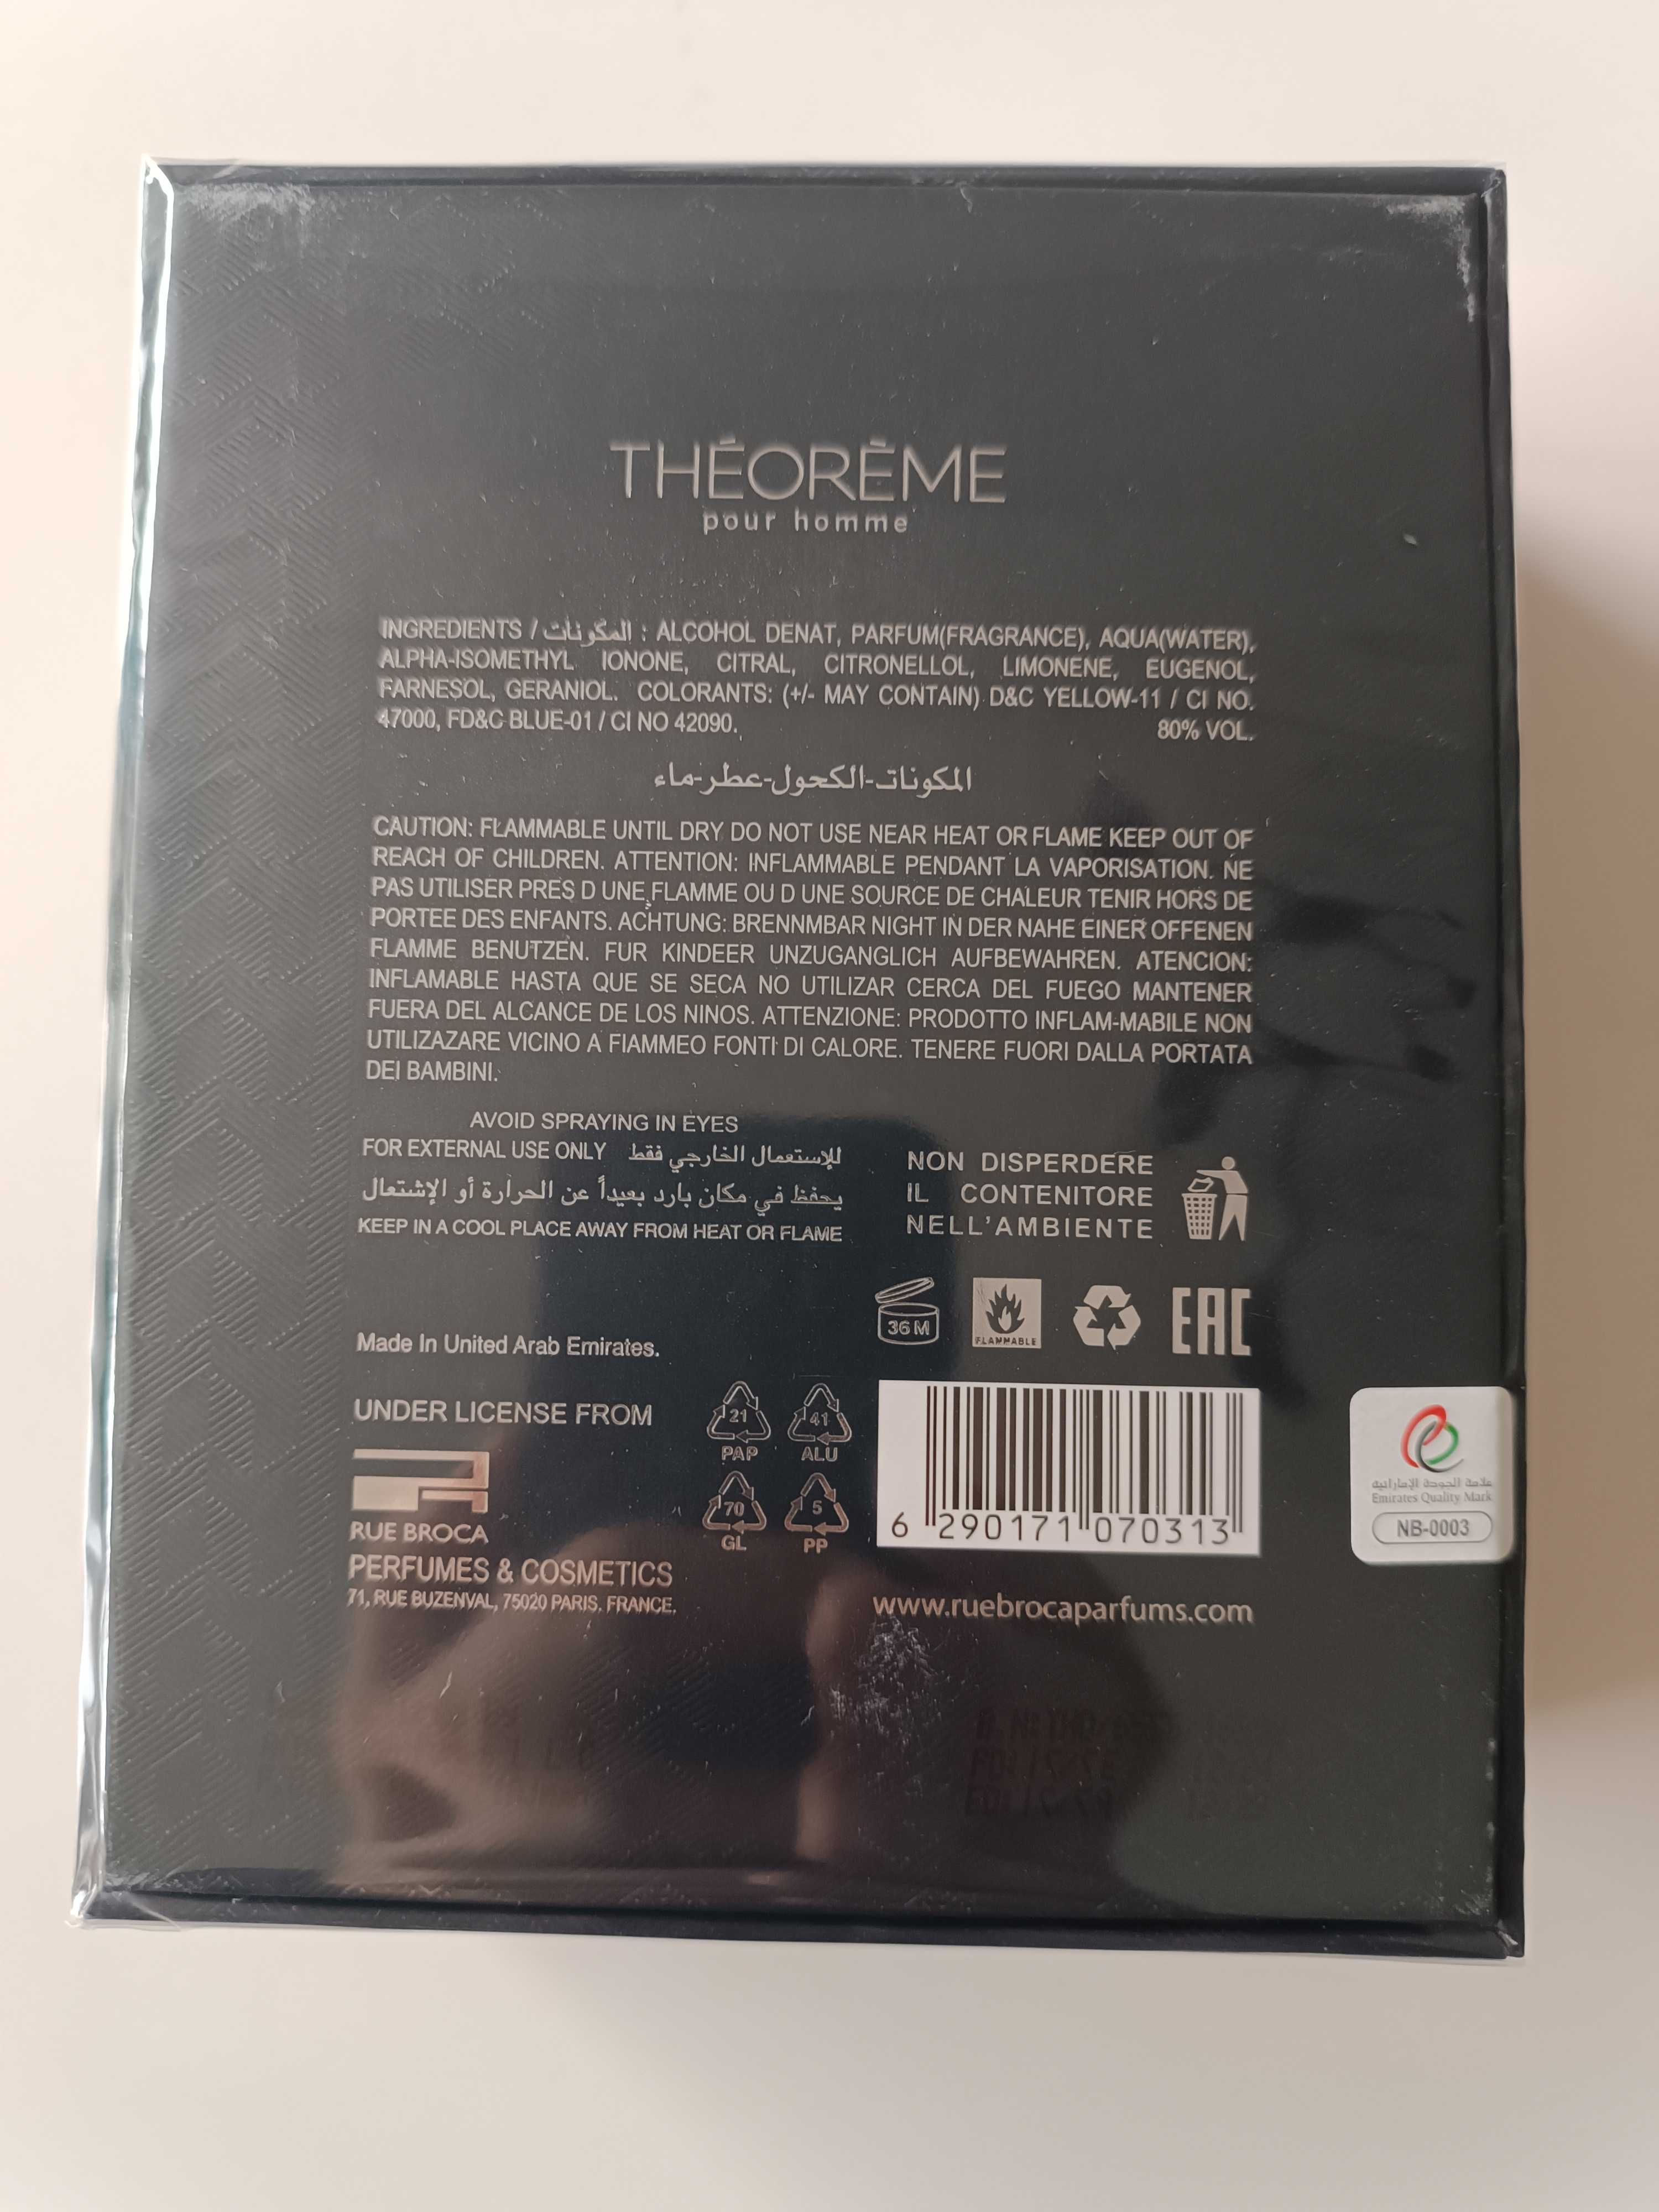 THÉORÈME
pour homme
INGREDIENTS / المكونات : ALCOHOL DENAT, PARFUM(FRAGRANCE), AQUA(WATER),
ALPHA-ISOMETHYL IONONE, CITRAL, CITRONELLOL, LIMONENE, EUGENOL,
FARNESOL, GERANIOL. COLORANTS: (+/- MAY CONTAIN) D&C YELLOW-11 / CI NO.
47000, FD&C BLUE-01 / CI NO 42090. 80% VOL.
المكونات-الكحول-عطر-ماء
CAUTION: FLAMMABLE UNTIL DRY DO NOT USE NEAR HEAT OR FLAME KEEP OUT OF
REACH OF CHILDREN. ATTENTION: INFLAMMABLE PENDANT LA VAPORISATION. NE
PAS UTILISER PRES D UNE FLAMME OU D UNE SOURCE DE CHALEUR TENIR HORS DE
PORTEE DES ENFANTS. ACHTUNG: BRENNMBAR NIGHT IN DER NAHE EINER OFFENEN
FLAMME BENUTZEN. FUR KINDEER UNZUGANGLICH AUFBEWAHREN. ATENCION:
INFLAMABLE HASTA QUE SE SECA NO UTILIZAR CERCA DEL FUEGO MANTENER
FUERA DEL ALCANCE DE LOS NINOS. ATTENZIONE: PRODOTTO INFLAM-MABILE NON
UTILIZAZARE VICINO A FIAMMEO FONTI DI CALORE. TENERE FUORI DALLA PORTATA
DEI BAMBINI.
AVOID SPRAYING IN EYES
FOR EXTERNAL USE ONLY للإستعمال الخارجي فقط
يحفظ في مكان بارد بعيداً عن الحرارة أو الإشتعال
KEEP IN A COOL PLACE AWAY FROM HEAT OR FLAME
NON DISPERDERE
IL CONTENITORE
NELL'AMBIENTE
36 M
FLAMMABLE
EAC
Made In United Arab Emirates.
UNDER LICENSE FROM
RUE BROCA
PERFUMES & COSMETICS
71, RUE BUZENVAL, 75020 PARIS. FRANCE.
21
PAP
41
ALU
70
GL
5
PP
6 290171 070313
www.ruebrocaparfums.com
علامة الجودة الإماراتية
Emirates Quality Mark
NB-0003